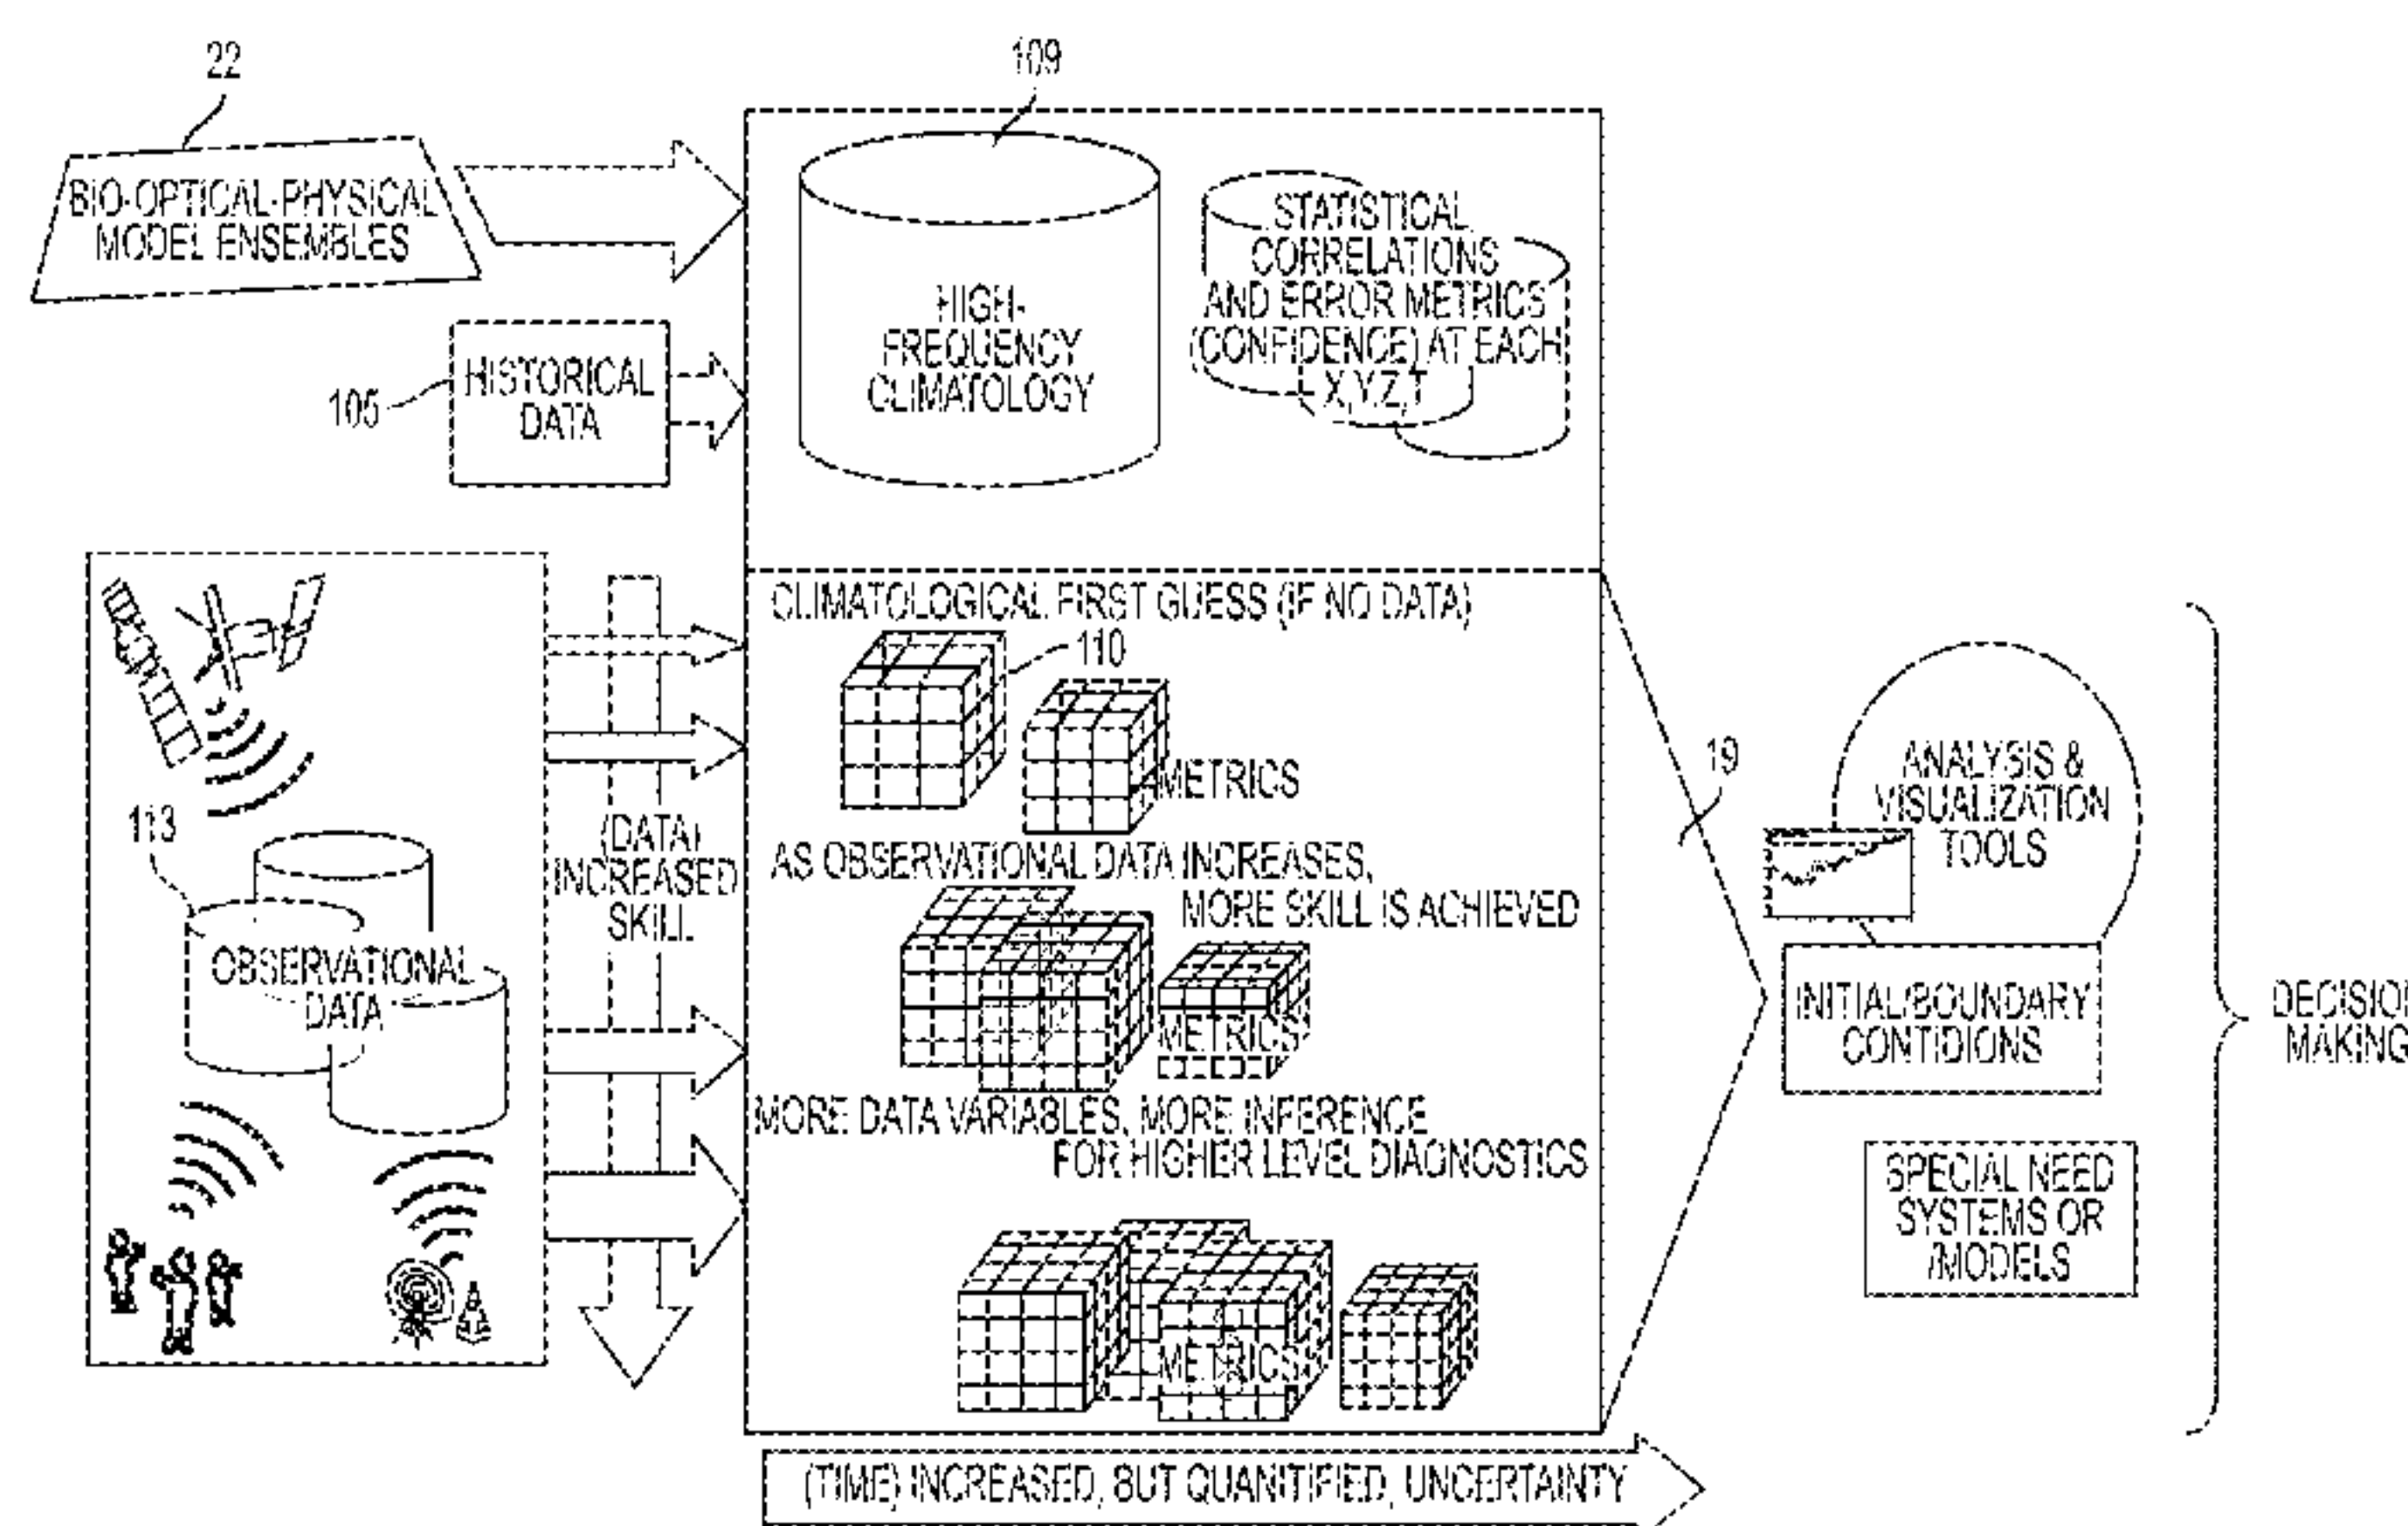 22
109
BIO-OPTICAL-PHYSICAL
MODEL ENSEMBLES
HIGH-
FREQUENCY
CLIMATOLOGY
STATISTICAL
CORRELATIONS
AND ERROR METRICS
(CONFIDENCE) AT EACH
X,Y,Z,T
105
HISTORICAL
DATA
CLIMATOLOGICAL FIRST GUESS (IF NO DATA)
110
METRICS
113
OBSERVATIONAL
DATA
(DATA)
INCREASED
SKILL
AS OBSERVATIONAL DATA INCREASES,
MORE SKILL IS ACHIEVED
METRICS
MORE DATA VARIABLES, MORE INFERENCE
FOR HIGHER LEVEL DIAGNOSTICS
METRICS
(TIME) INCREASED, BUT QUANTIFIED, UNCERTAINTY
19
ANALYSIS &
VISUALIZATION
TOOLS
INITIAL/BOUNDARY
CONTIDIONS
SPECIAL NEED
SYSTEMS OR
/MODELS
DECISION
MAKING